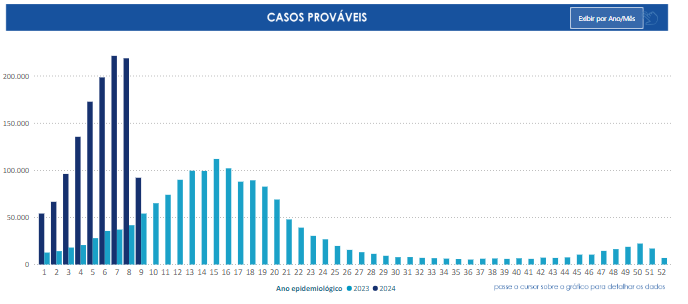 CASOS PROVÁVEIS
Exibir por Ano/Mês
200.000
150.000
100.000
50.000
0
1 2 3 4 5 6 7 8 9 10 11 12 13 14 15 16 17 18 19 20 21 22 23 24 25 26 27 28 29 30 31 32 33 34 35 36 37 38 39 40 41 42 43 44 45 46 47 48 49 50 51 52
Ano epidemiológico 2023 2024
passe o cursor sobre o gráfico para detalhar os dados